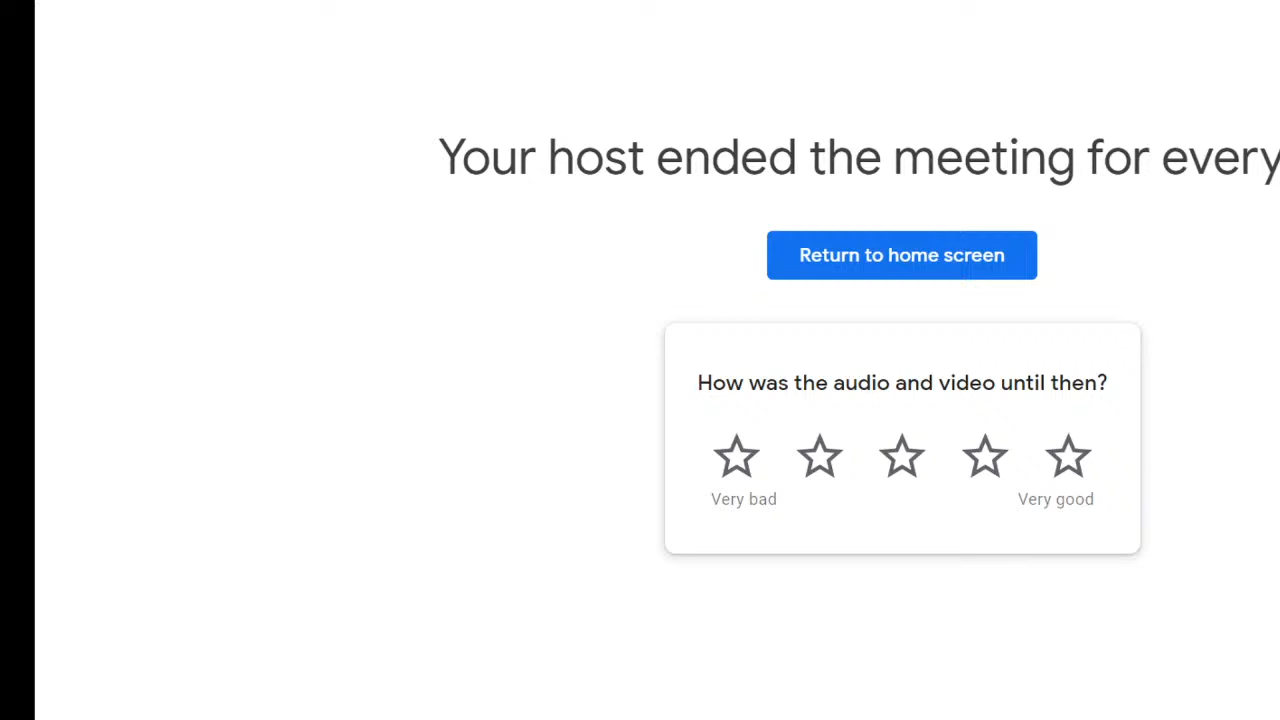 Your host ended the meeting for every
Return to home screen
How was the audio and video until then?
Very bad
Very good